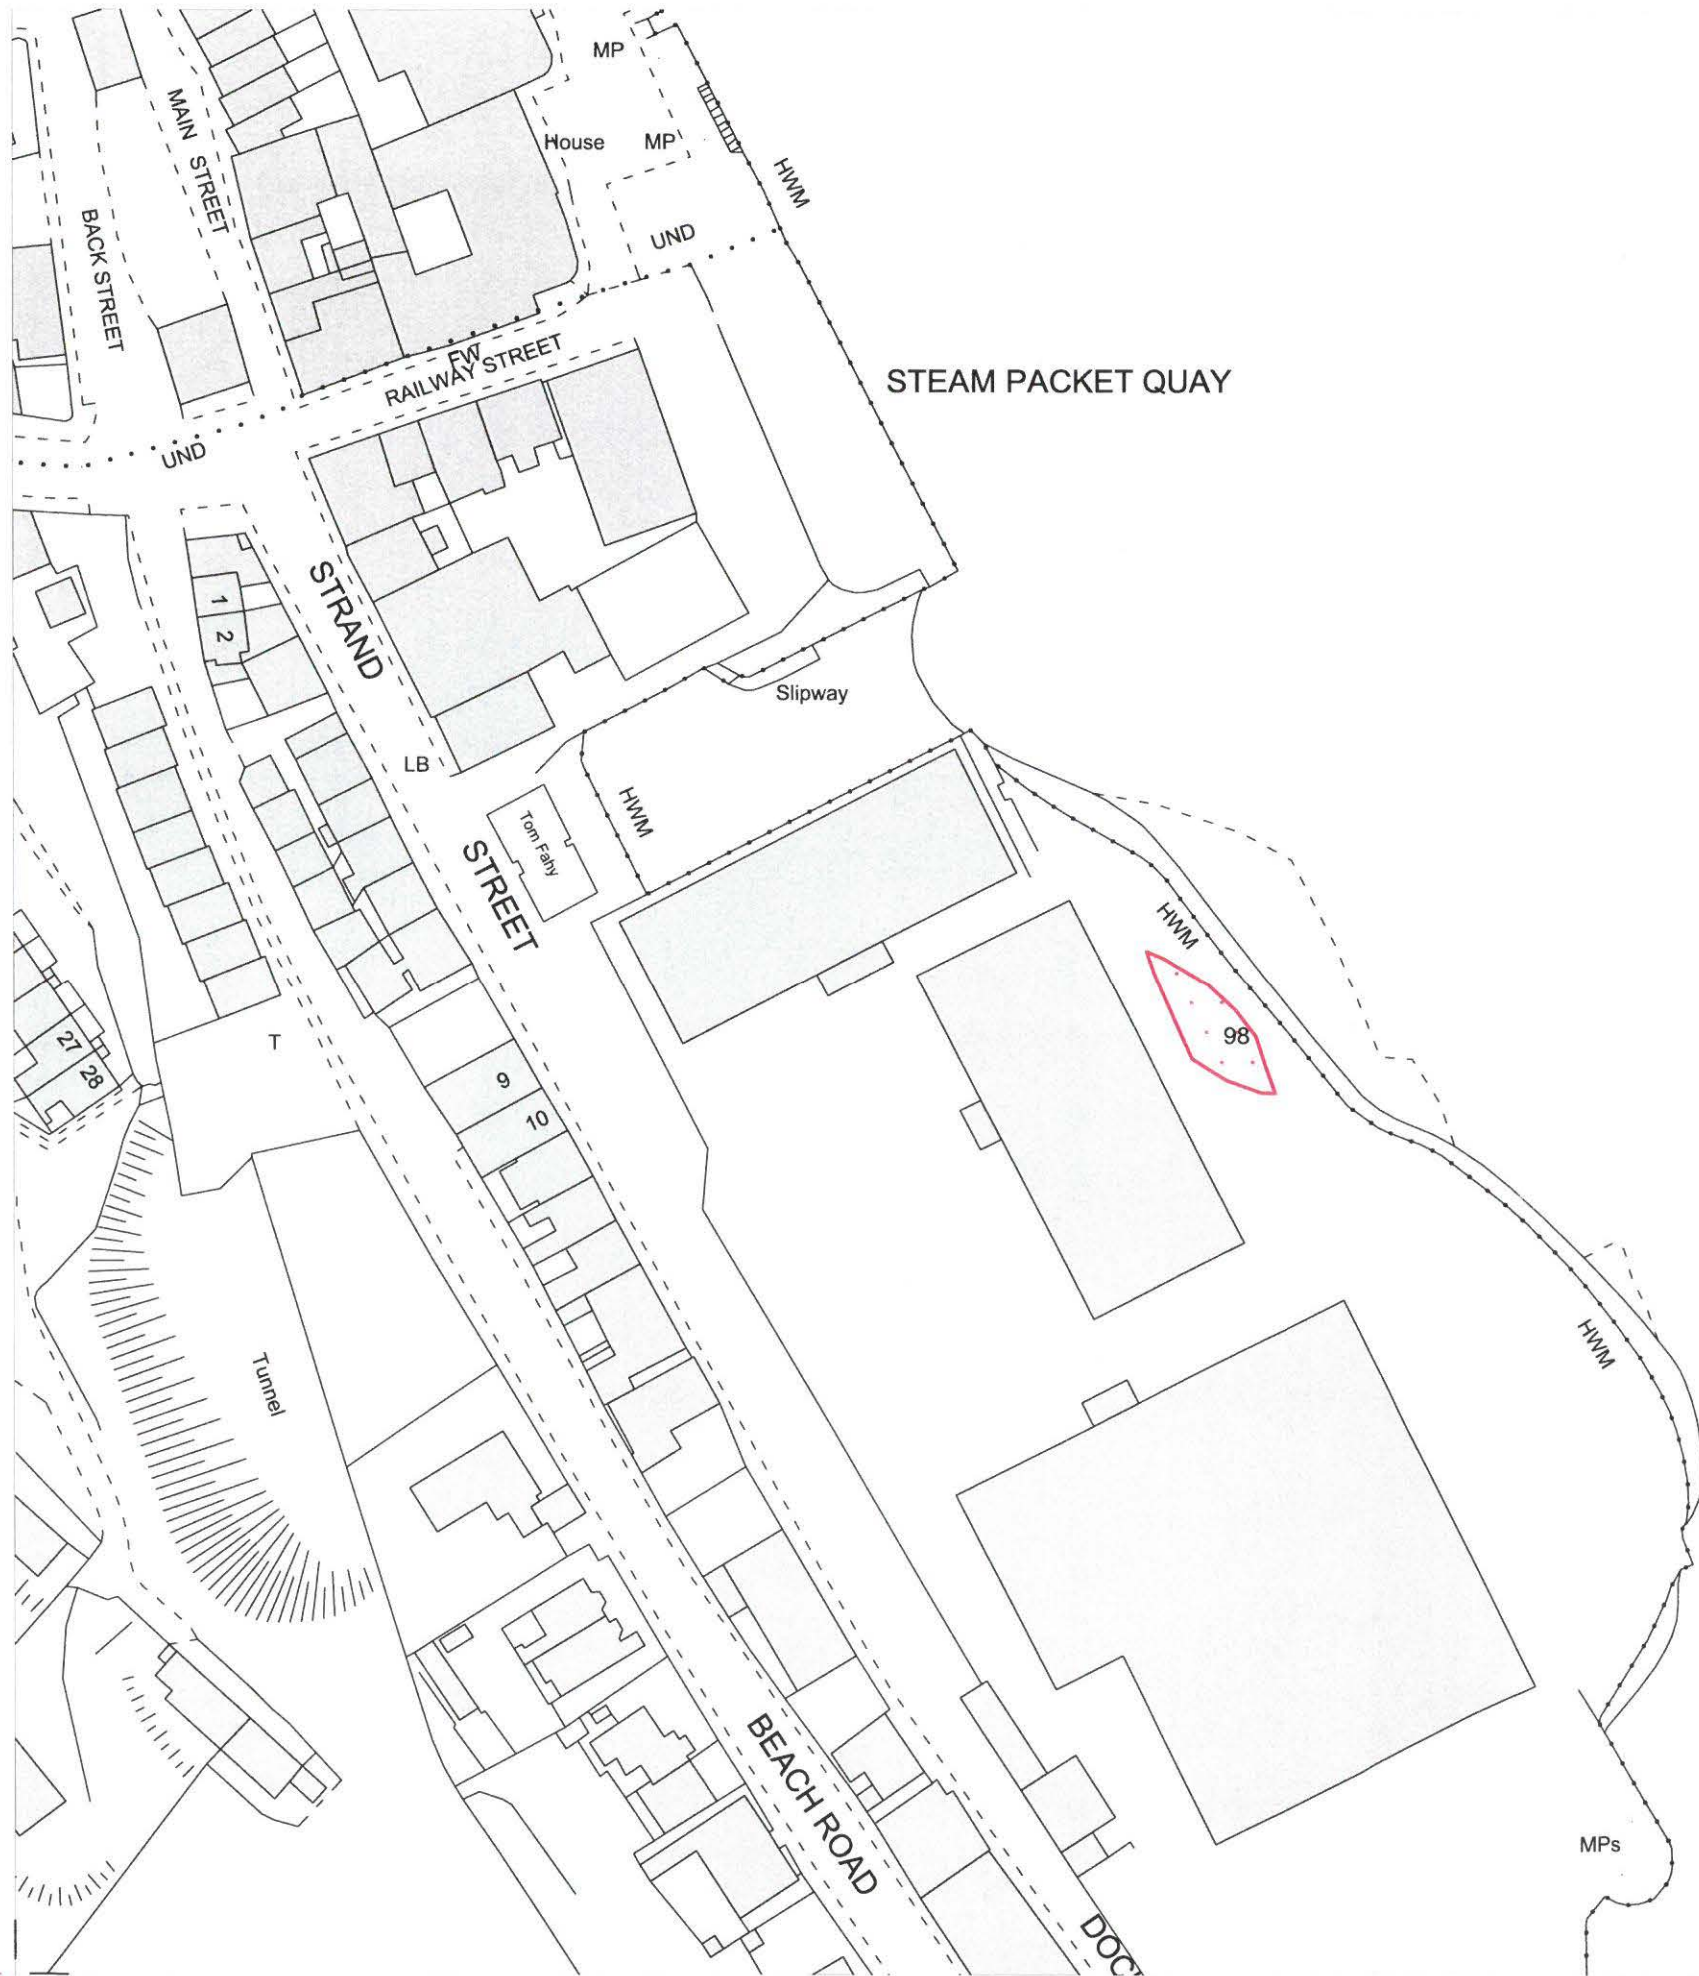 MP
MAIN STREET
House
MP
HWM
BACK STREET
UND
FW
RAILWAY STREET
STEAM PACKET QUAY
UND
1
2
STRAND
Slipway
LB
HWM
Tom Fahy
STREET
HWM
98
T
27
28
9
10
Tunnel
HWM
BEACH ROAD
MPs